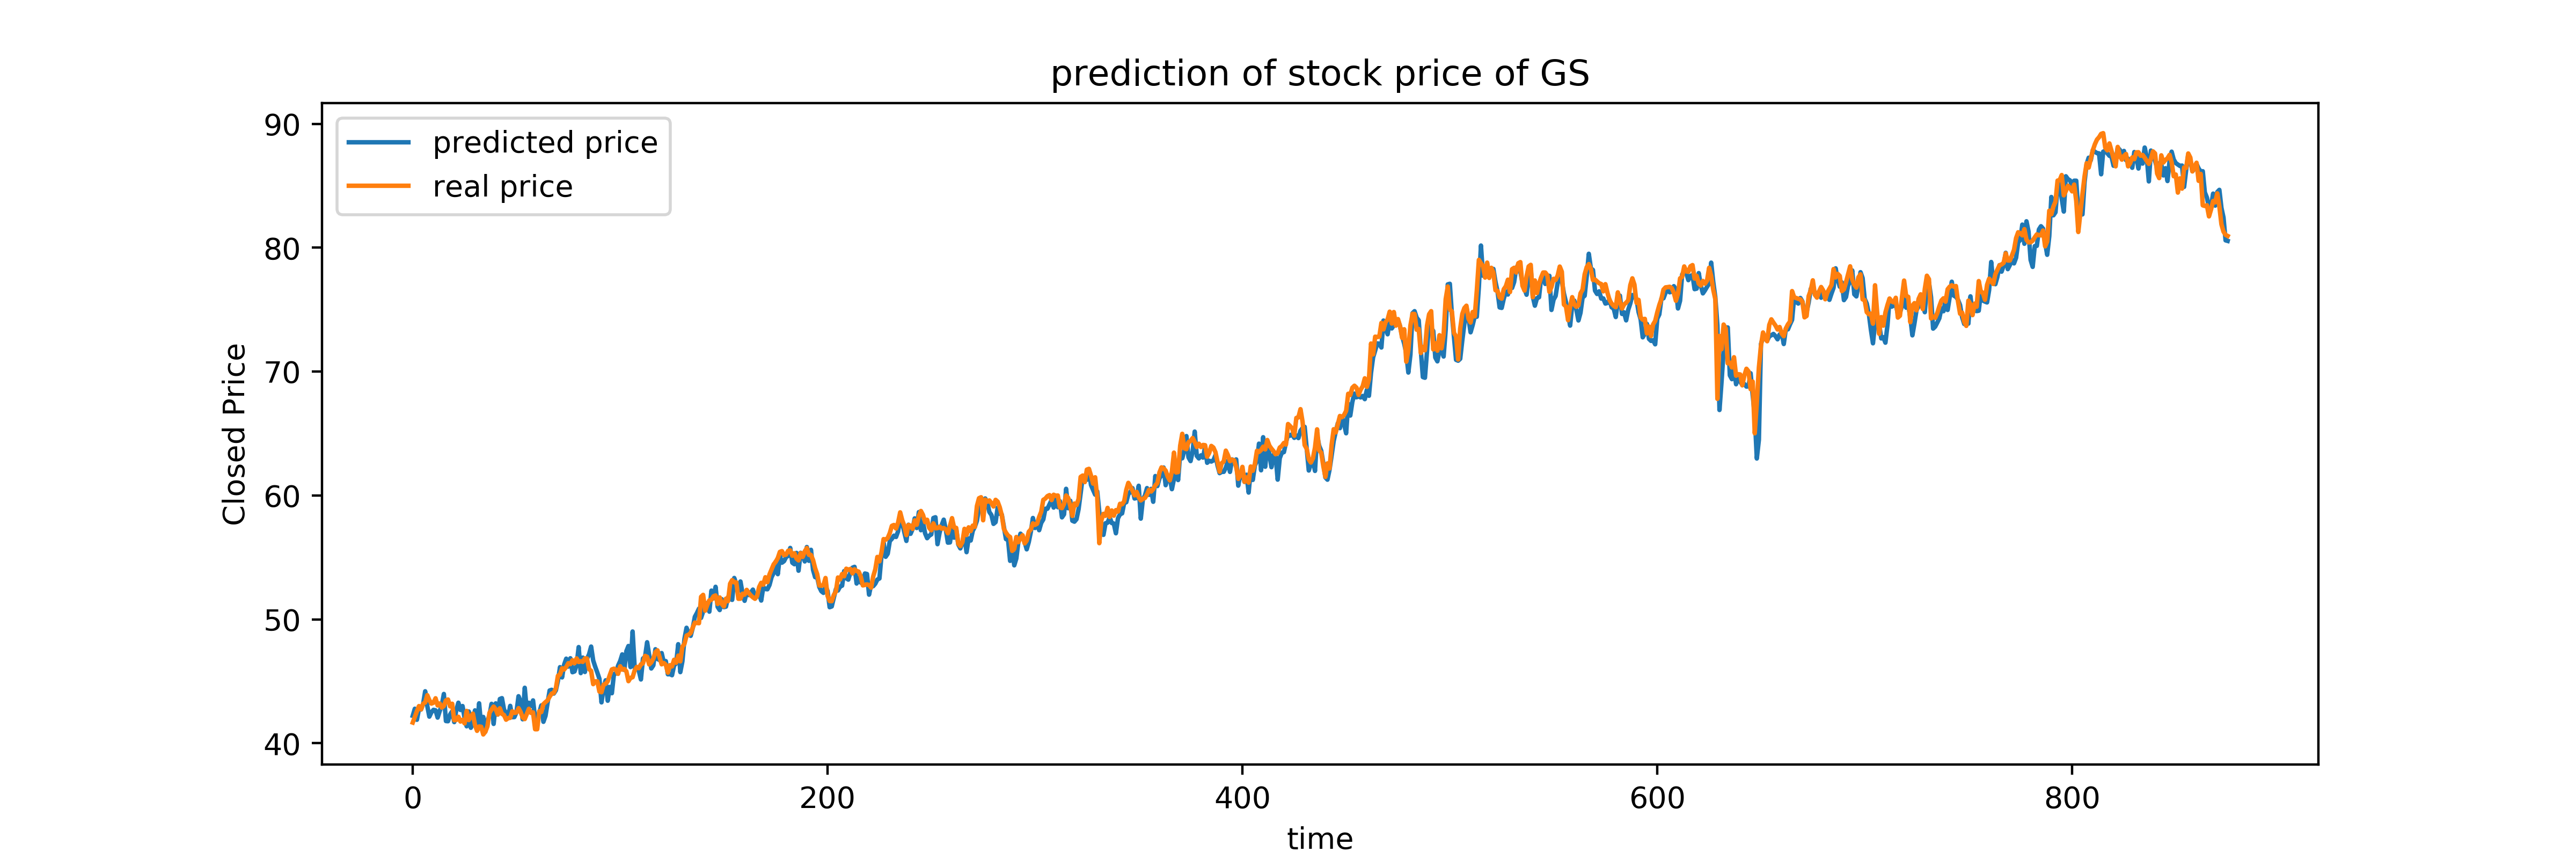 prediction of stock price of GS
predicted price
real price
Closed Price
90
80
70
60
50
40
0
200
400
600
800
time